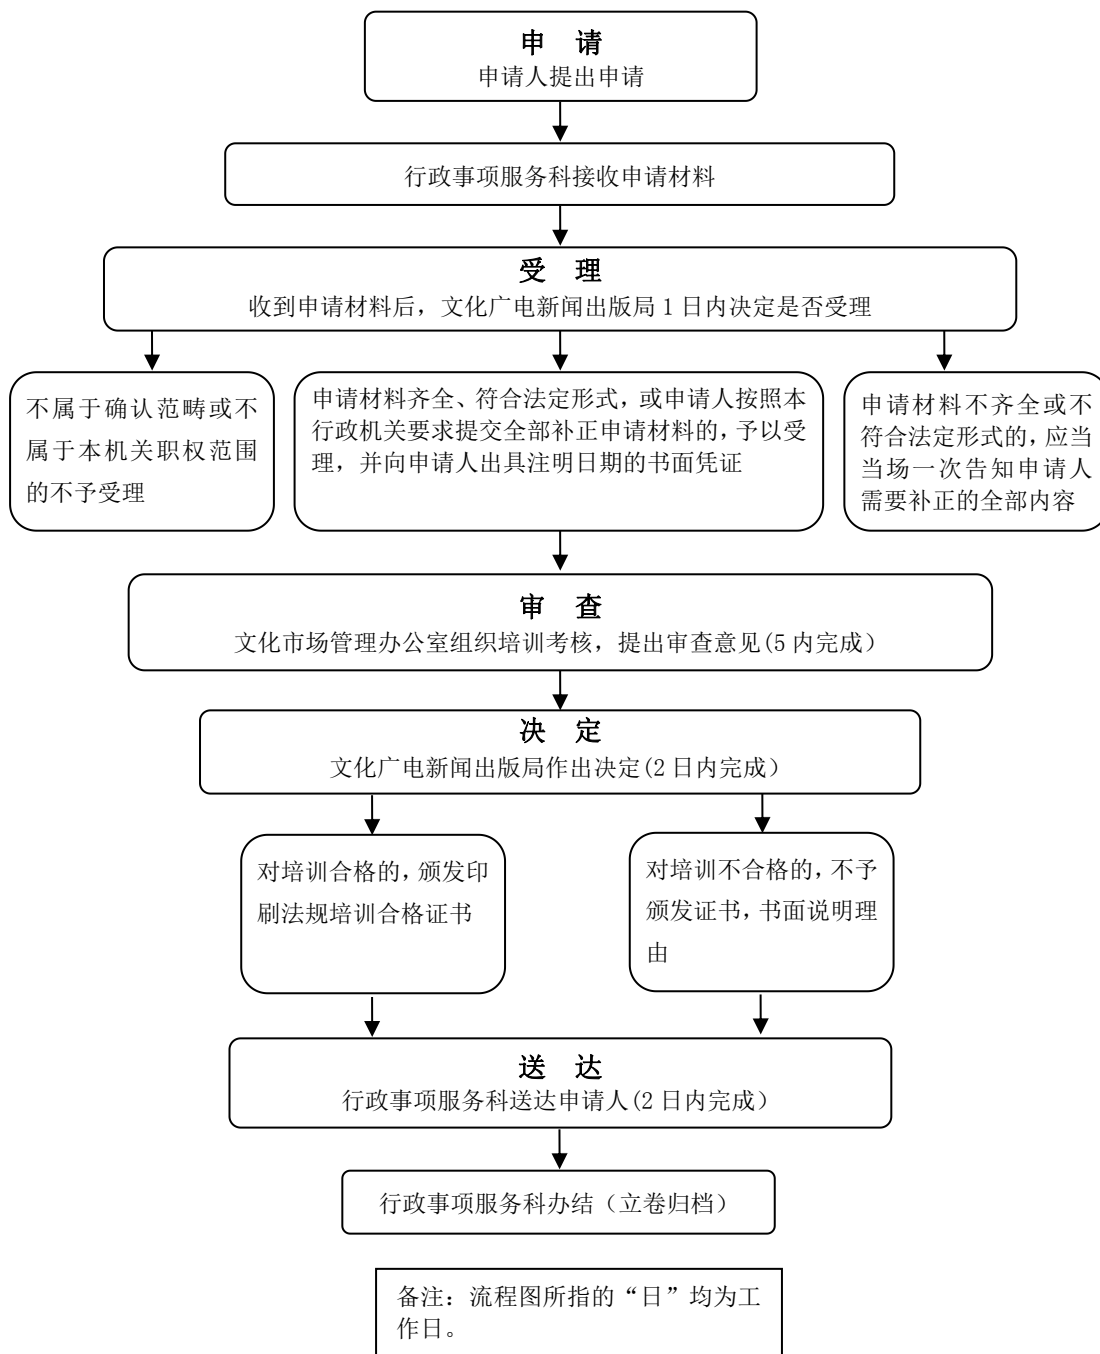 申 请
申请人提出申请
行政事项服务科接收申请材料
受 理
收到申请材料后，文化广电新闻出版局 1 日内决定是否受理
不属于确认范畴或不
属于本机关职权范围
的不予受理
申请材料齐全、符合法定形式，或申请人按照本
行政机关要求提交全部补正申请材料的，予以受
理，并向申请人出具注明日期的书面凭证
申请材料不齐全或不
符合法定形式的，应当
当场一次告知申请人
需要补正的全部内容
审 查
文化市场管理办公室组织培训考核，提出审查意见(5 内完成）
决 定
文化广电新闻出版局作出决定(2 日内完成）
对培训合格的，颁发印
刷法规培训合格证书
对培训不合格的，不予
颁发证书，书面说明理
由
送 达
行政事项服务科送达申请人(2 日内完成）
行政事项服务科办结（立卷归档）
备注：流程图所指的“日”均为工
作日。